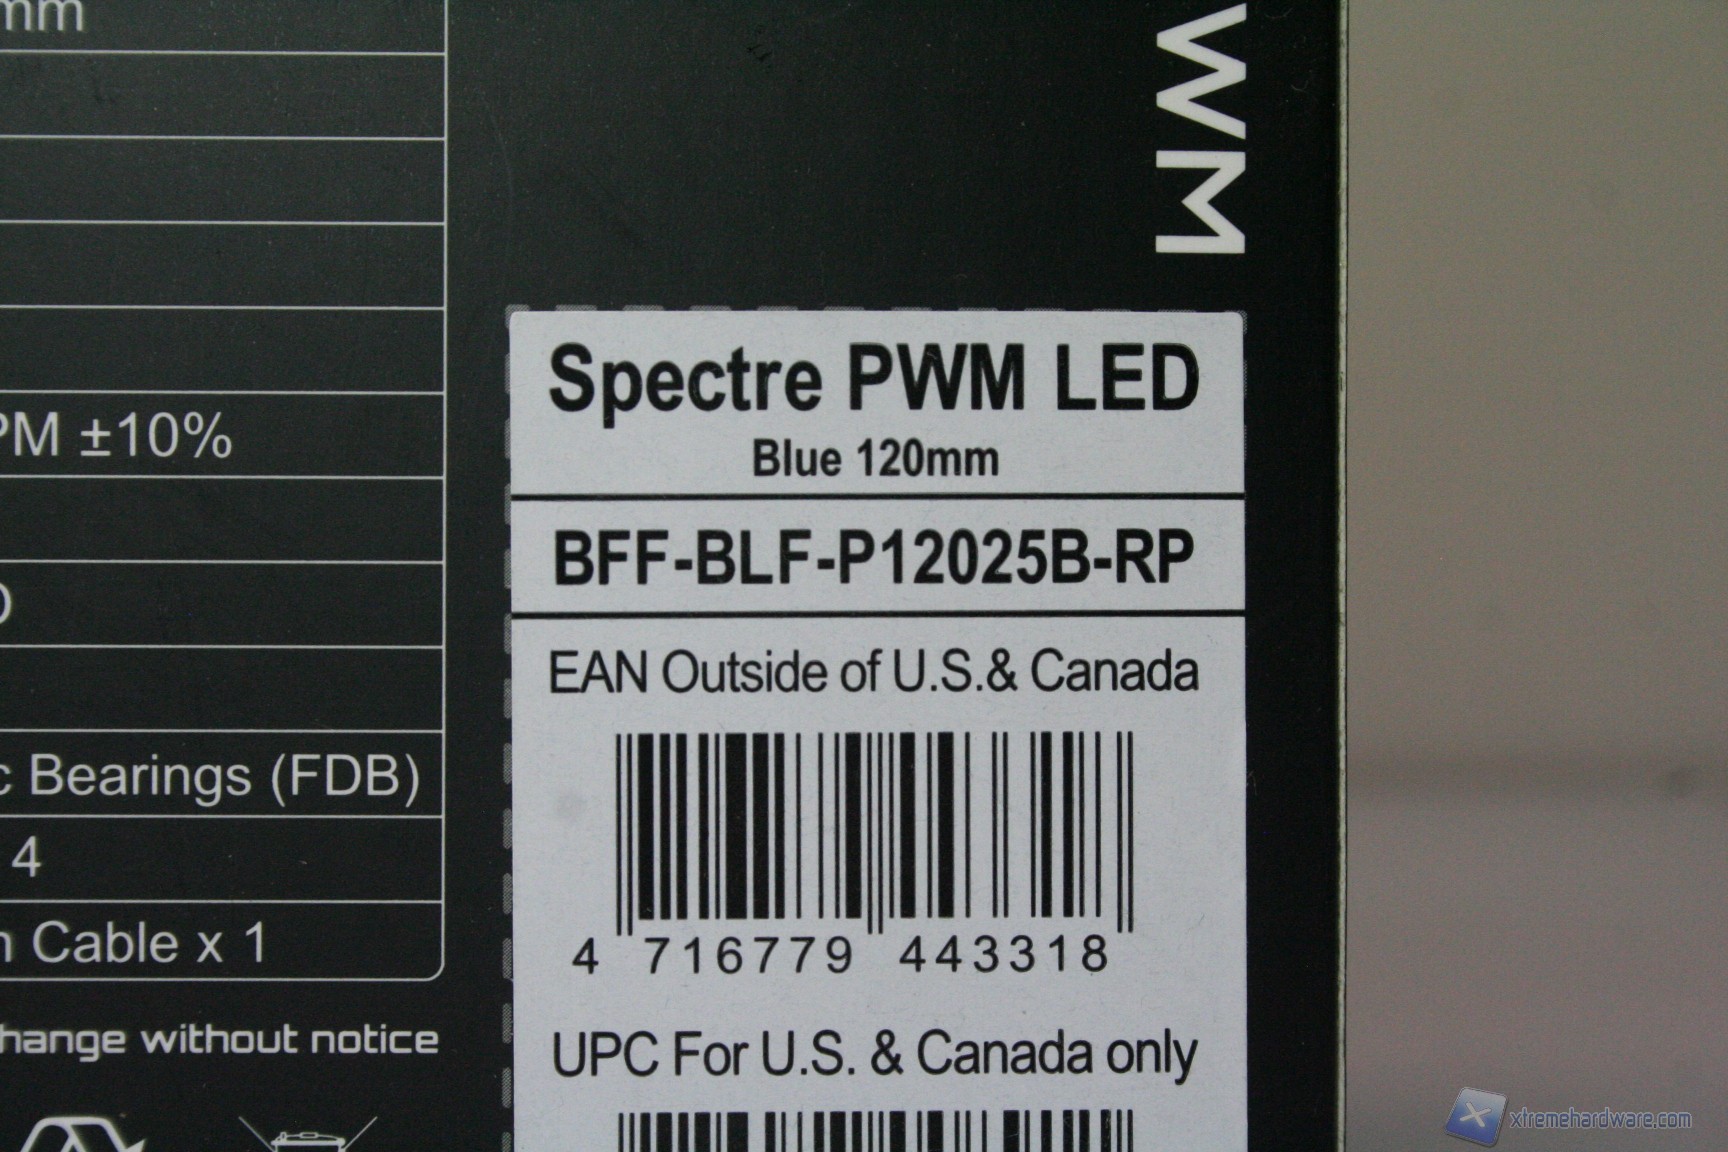 mm
WM
PM ±10%
Bearings (FDB)
4
Cable x 1
hange without notice
Spectre PWM LED
Blue 120mm
BFF-BLF-P12025B-RP
EAN Outside of U.S.& Canada
4 716779 443318
UPC For U.S. & Canada only
xtremehardware.com